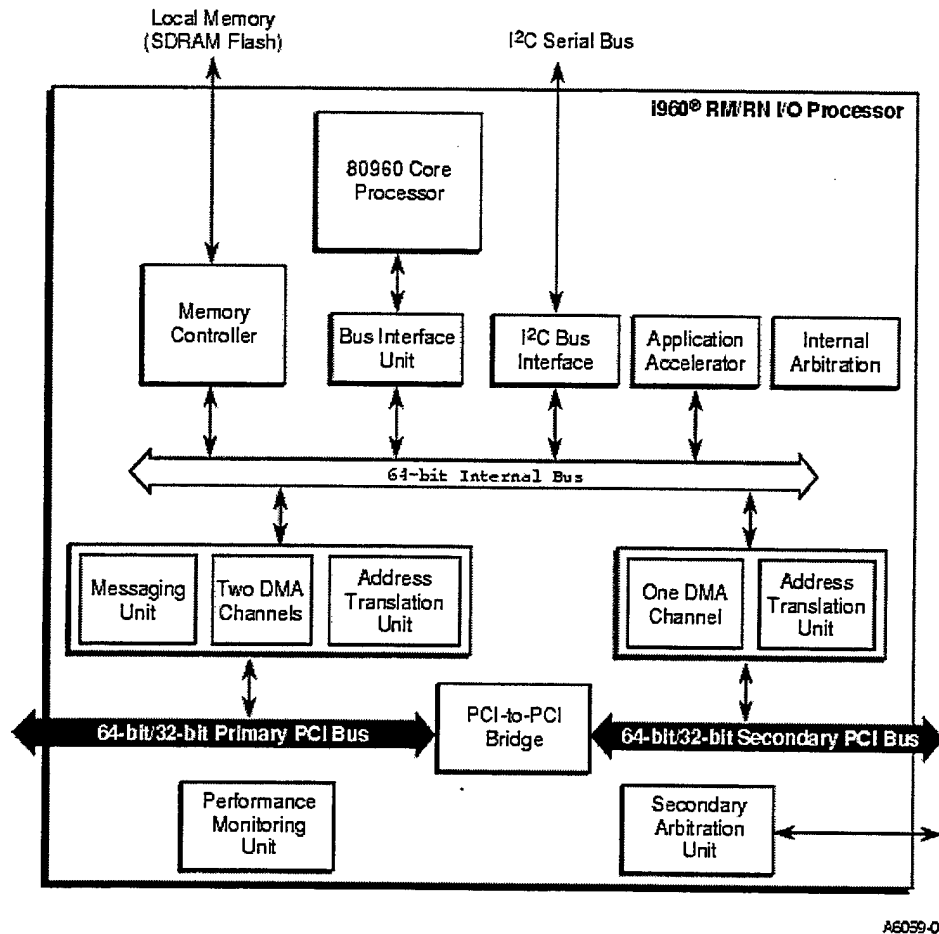 Local Memory
(SDRAM Flash)
I²C Serial Bus
i960® RM/RN I/O Processor
80960 Core
Processor
Memory
Controller
Bus Interface
Unit
I²C Bus
Interface
Application
Accelerator
Internal
Arbitration
64-bit Internal Bus
Messaging
Unit
Two DMA
Channels
Address
Translation
Unit
One DMA
Channel
Address
Translation
Unit
64-bit/32-bit Primary PCI Bus
PCI-to-PCI
Bridge
64-bit/32-bit Secondary PCI Bus
Performance
Monitoring
Unit
Secondary
Arbitration
Unit
A6059-0